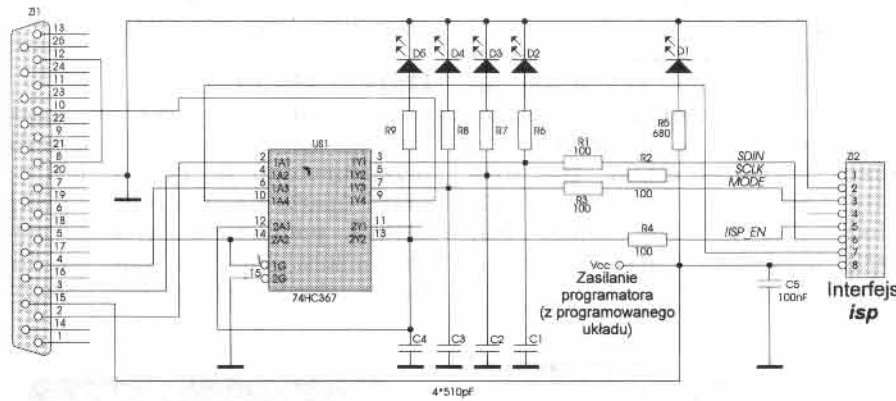 Zł1
13
25
12
24
11
23
10
22
9
21
8
20
7
19
6
18
5
17
4
16
3
15
2
14
1
D5
D4
D3
D2
D1
R9
R8
R7
R6
R5
680
US1
2
4
6
10
12
14
1
15
1A1
1A2
1A3
1A4
2A1
2A2
1G
2G
1Y1
1Y2
1Y3
1Y4
2Y1
2Y2
3
5
7
9
11
13
74HC367
R1
100
R2
100
R3
100
R4
100
SDIN
SCLK
MODE
/ISP_EN
Zł2
1
2
3
4
5
6
7
8
Vcc
Zasilanie
programatora
(z programowanego
układu)
C5
100nF
Interfejs
isp
C4
C3
C2
C1
4*510pF